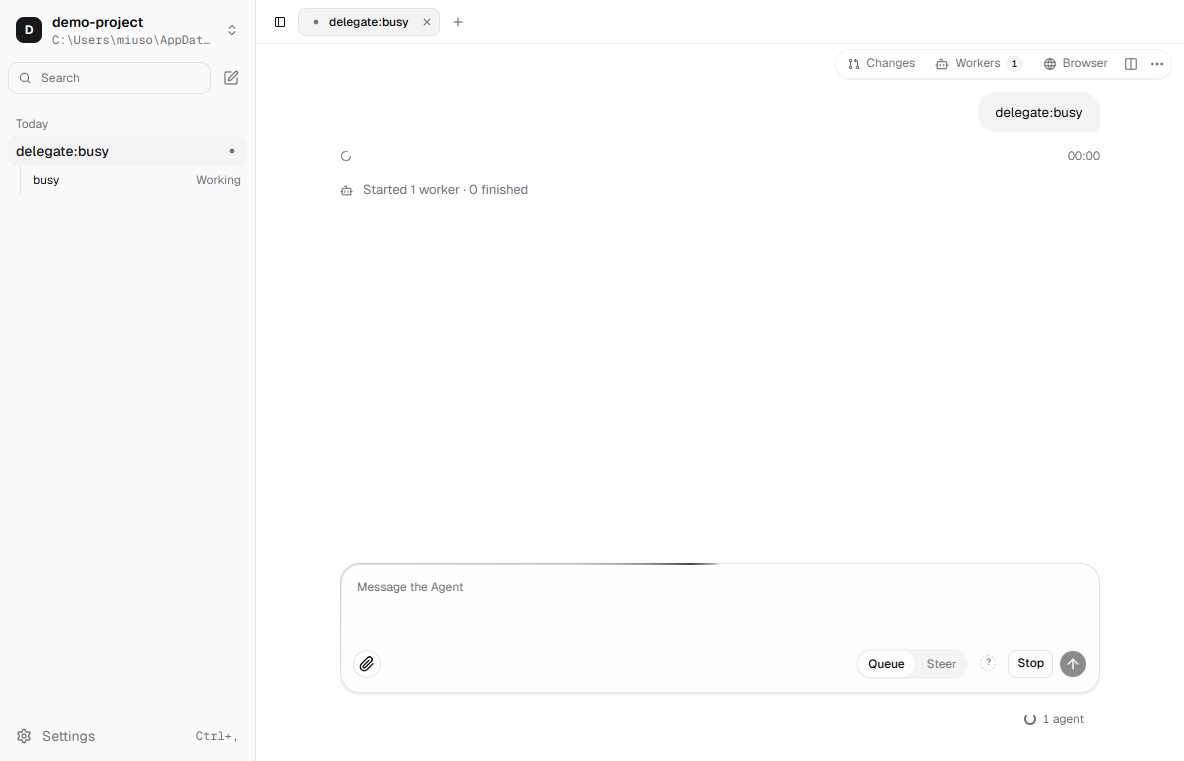 D
demo-project
C:\Users\miuso\AppDat…
Search
Today
delegate:busy
busy
Working
Settings
Ctrl+,
delegate:busy
Changes
Workers 1
Browser
delegate:busy
00:00
Started 1 worker · 0 finished
Message the Agent
Queue
Steer
?
Stop
1 agent